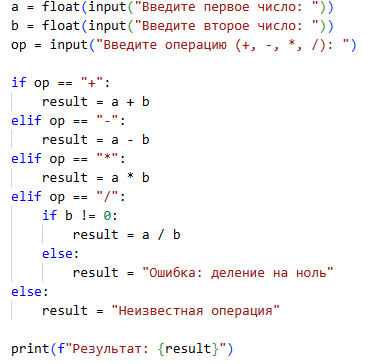 a = float(input("Введите первое число: "))
b = float(input("Введите второе число: "))
op = input("Введите операцию (+, -, *, /): ")

if op == "+":
    result = a + b
elif op == "-":
    result = a - b
elif op == "*":
    result = a * b
elif op == "/":
    if b != 0:
        result = a / b
    else:
        result = "Ошибка: деление на ноль"
else:
    result = "Неизвестная операция"

print(f"Результат: {result}")